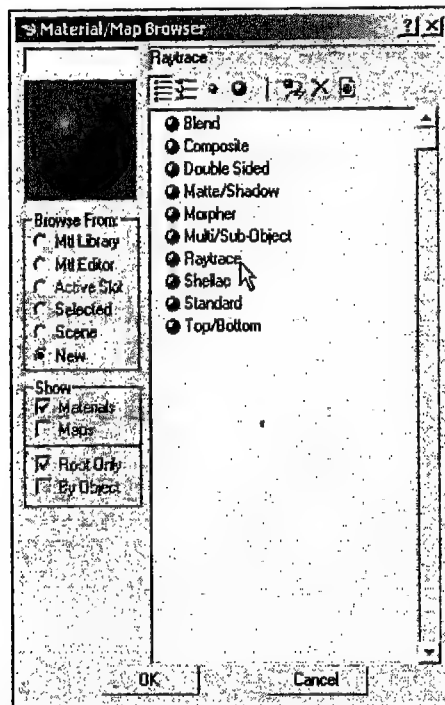 Material/Map Browser
Raytrace
Blend
Composite
Double Sided
Matte/Shadow
Morpher
Multi/Sub-Object
Raytrace
Shellac
Standard
Top/Bottom
Browse From:
Mtl Library
Mtl Editor
Active Slot
Selected
Scene
New
Show
Materials
Maps
Root Only
By Object
OK
Cancel